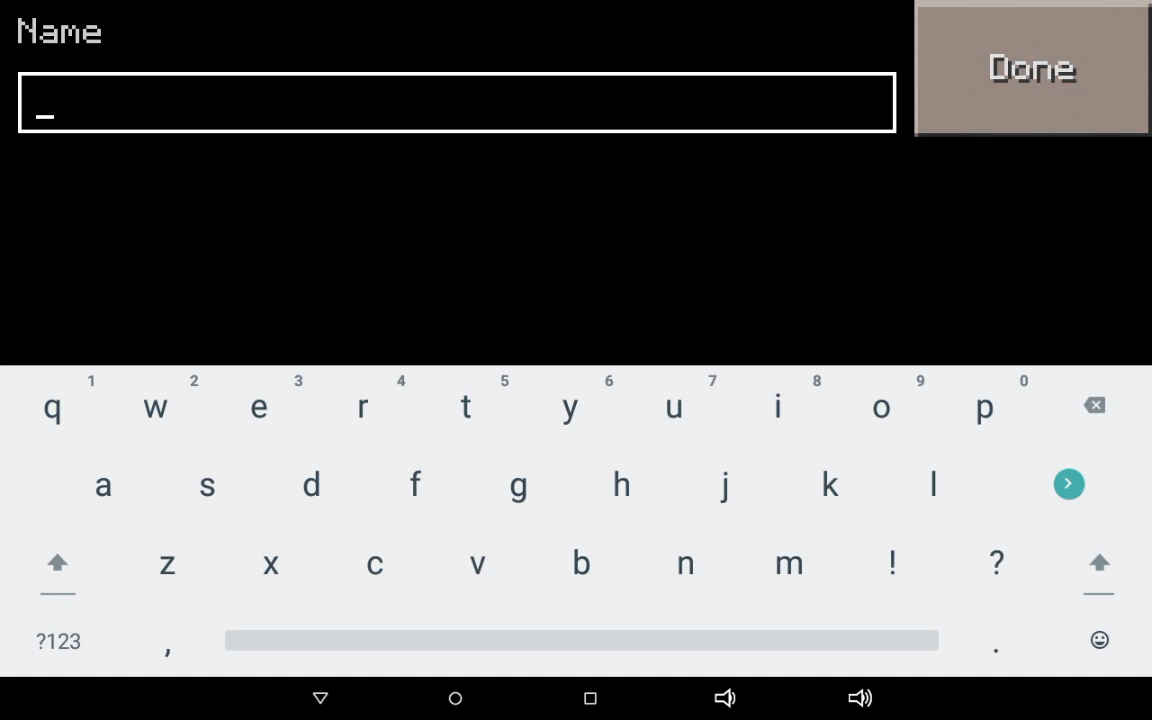 Name
Done
_
1 2 3 4 5 6 7 8 9 0
q w e r t y u i o p
a s d f g h j k l
z x c v b n m ! ?
?123 , .